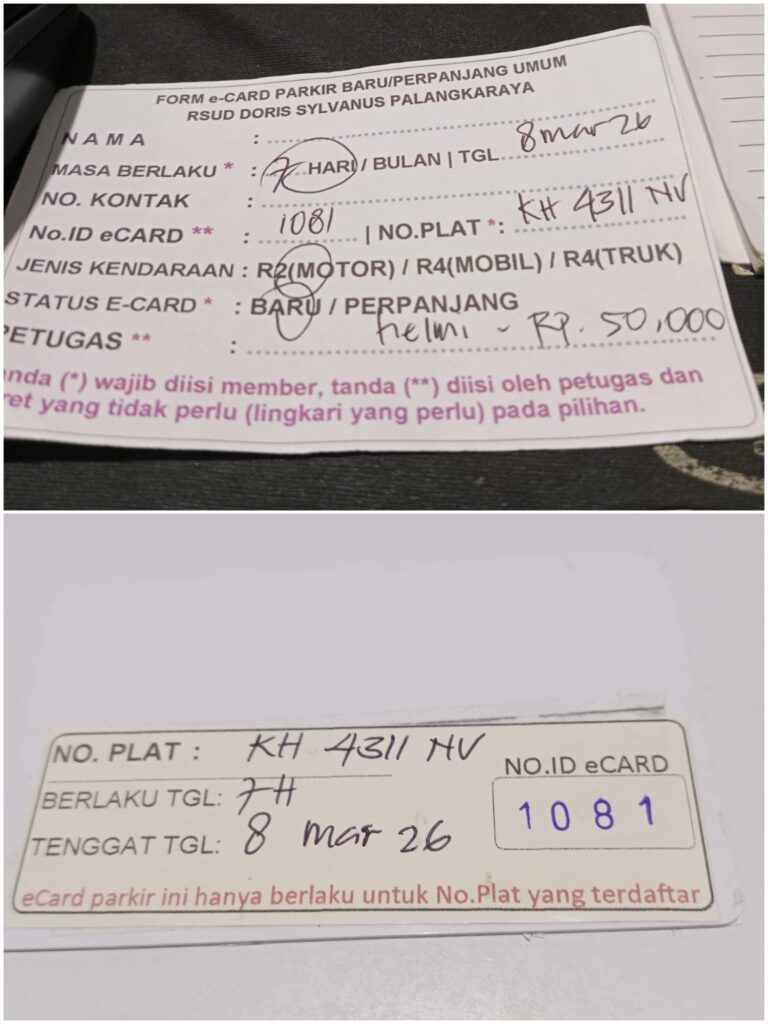 FORM e-CARD PARKIR BARU/PERPANJANG UMUM
RSUD DORIS SYLVANUS PALANGKARAYA
NAMA :
MASA BERLAKU * : 7 HARI / BULAN | TGL. 8 mar 26
NO. KONTAK :
No.ID eCARD ** : 1081 | NO.PLAT *: KH 4311 NV
JENIS KENDARAAN : R2(MOTOR) / R4(MOBIL) / R4(TRUK)
STATUS E-CARD * : BARU / PERPANJANG
PETUGAS ** : helmi - Rp. 50,000
anda (*) wajib diisi member, tanda (**) diisi oleh petugas dan
ret yang tidak perlu (lingkari yang perlu) pada pilihan.
NO. PLAT : KH 4311 NV
NO.ID eCARD
BERLAKU TGL: 7H
1081
TENGGAT TGL: 8 mar 26
eCard parkir ini hanya berlaku untuk No.Plat yang terdaftar